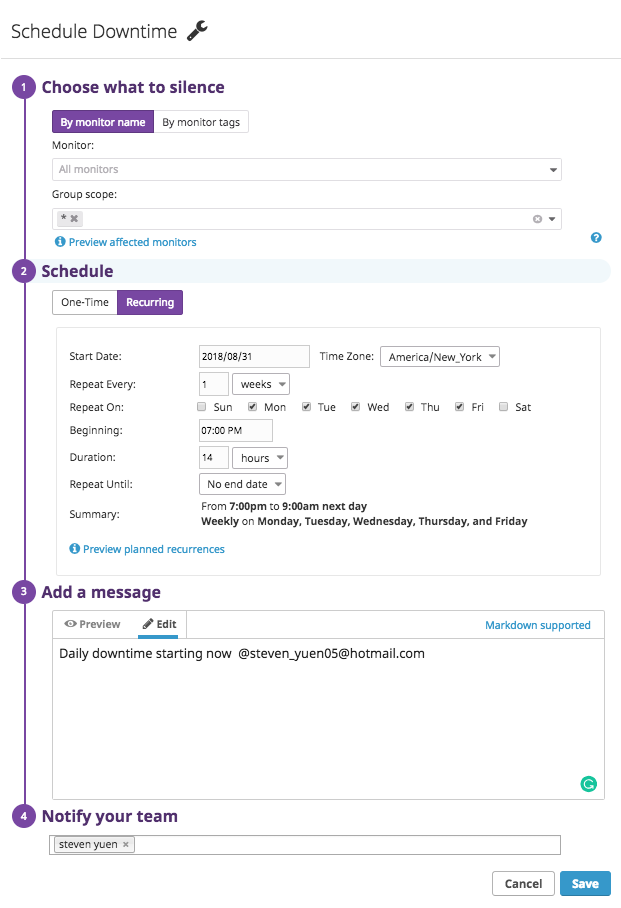 Schedule Downtime
1 Choose what to silence
By monitor name By monitor tags
Monitor:
All monitors
Group scope:
* ×
Preview affected monitors ?
2 Schedule
One-Time Recurring
Start Date: 2018/08/31 Time Zone: America/New_York
Repeat Every: 1 weeks
Repeat On: Sun Mon Tue Wed Thu Fri Sat
Beginning: 07:00 PM
Duration: 14 hours
Repeat Until: No end date
Summary: From 7:00pm to 9:00am next day
Weekly on Monday, Tuesday, Wednesday, Thursday, and Friday
Preview planned recurrences
3 Add a message
Preview Edit Markdown supported
Daily downtime starting now @steven_yuen05@hotmail.com
4 Notify your team
steven yuen ×
Cancel Save